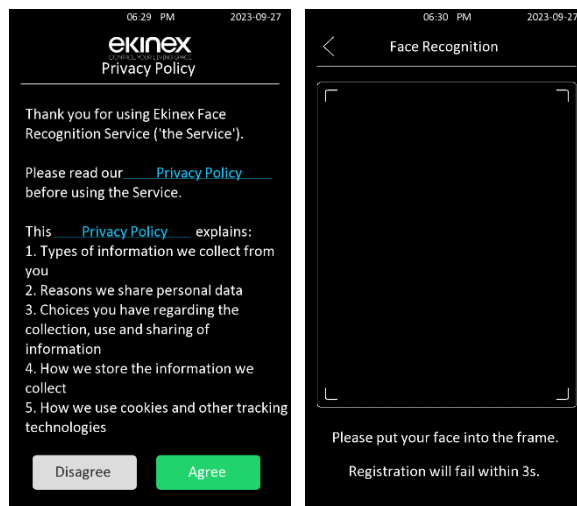 06:29 PM 2023-09-27
ekinex
CONTROL YOUR LIVING SPACE
Privacy Policy
Thank you for using Ekinex Face
Recognition Service ('the Service').
Please read our Privacy Policy
before using the Service.
This Privacy Policy explains:
1. Types of information we collect from
you
2. Reasons we share personal data
3. Choices you have regarding the
collection, use and sharing of
information
4. How we store the information we
collect
5. How we use cookies and other tracking
technologies
Disagree Agree
06:30 PM 2023-09-27
Face Recognition
Please put your face into the frame.
Registration will fail within 3s.